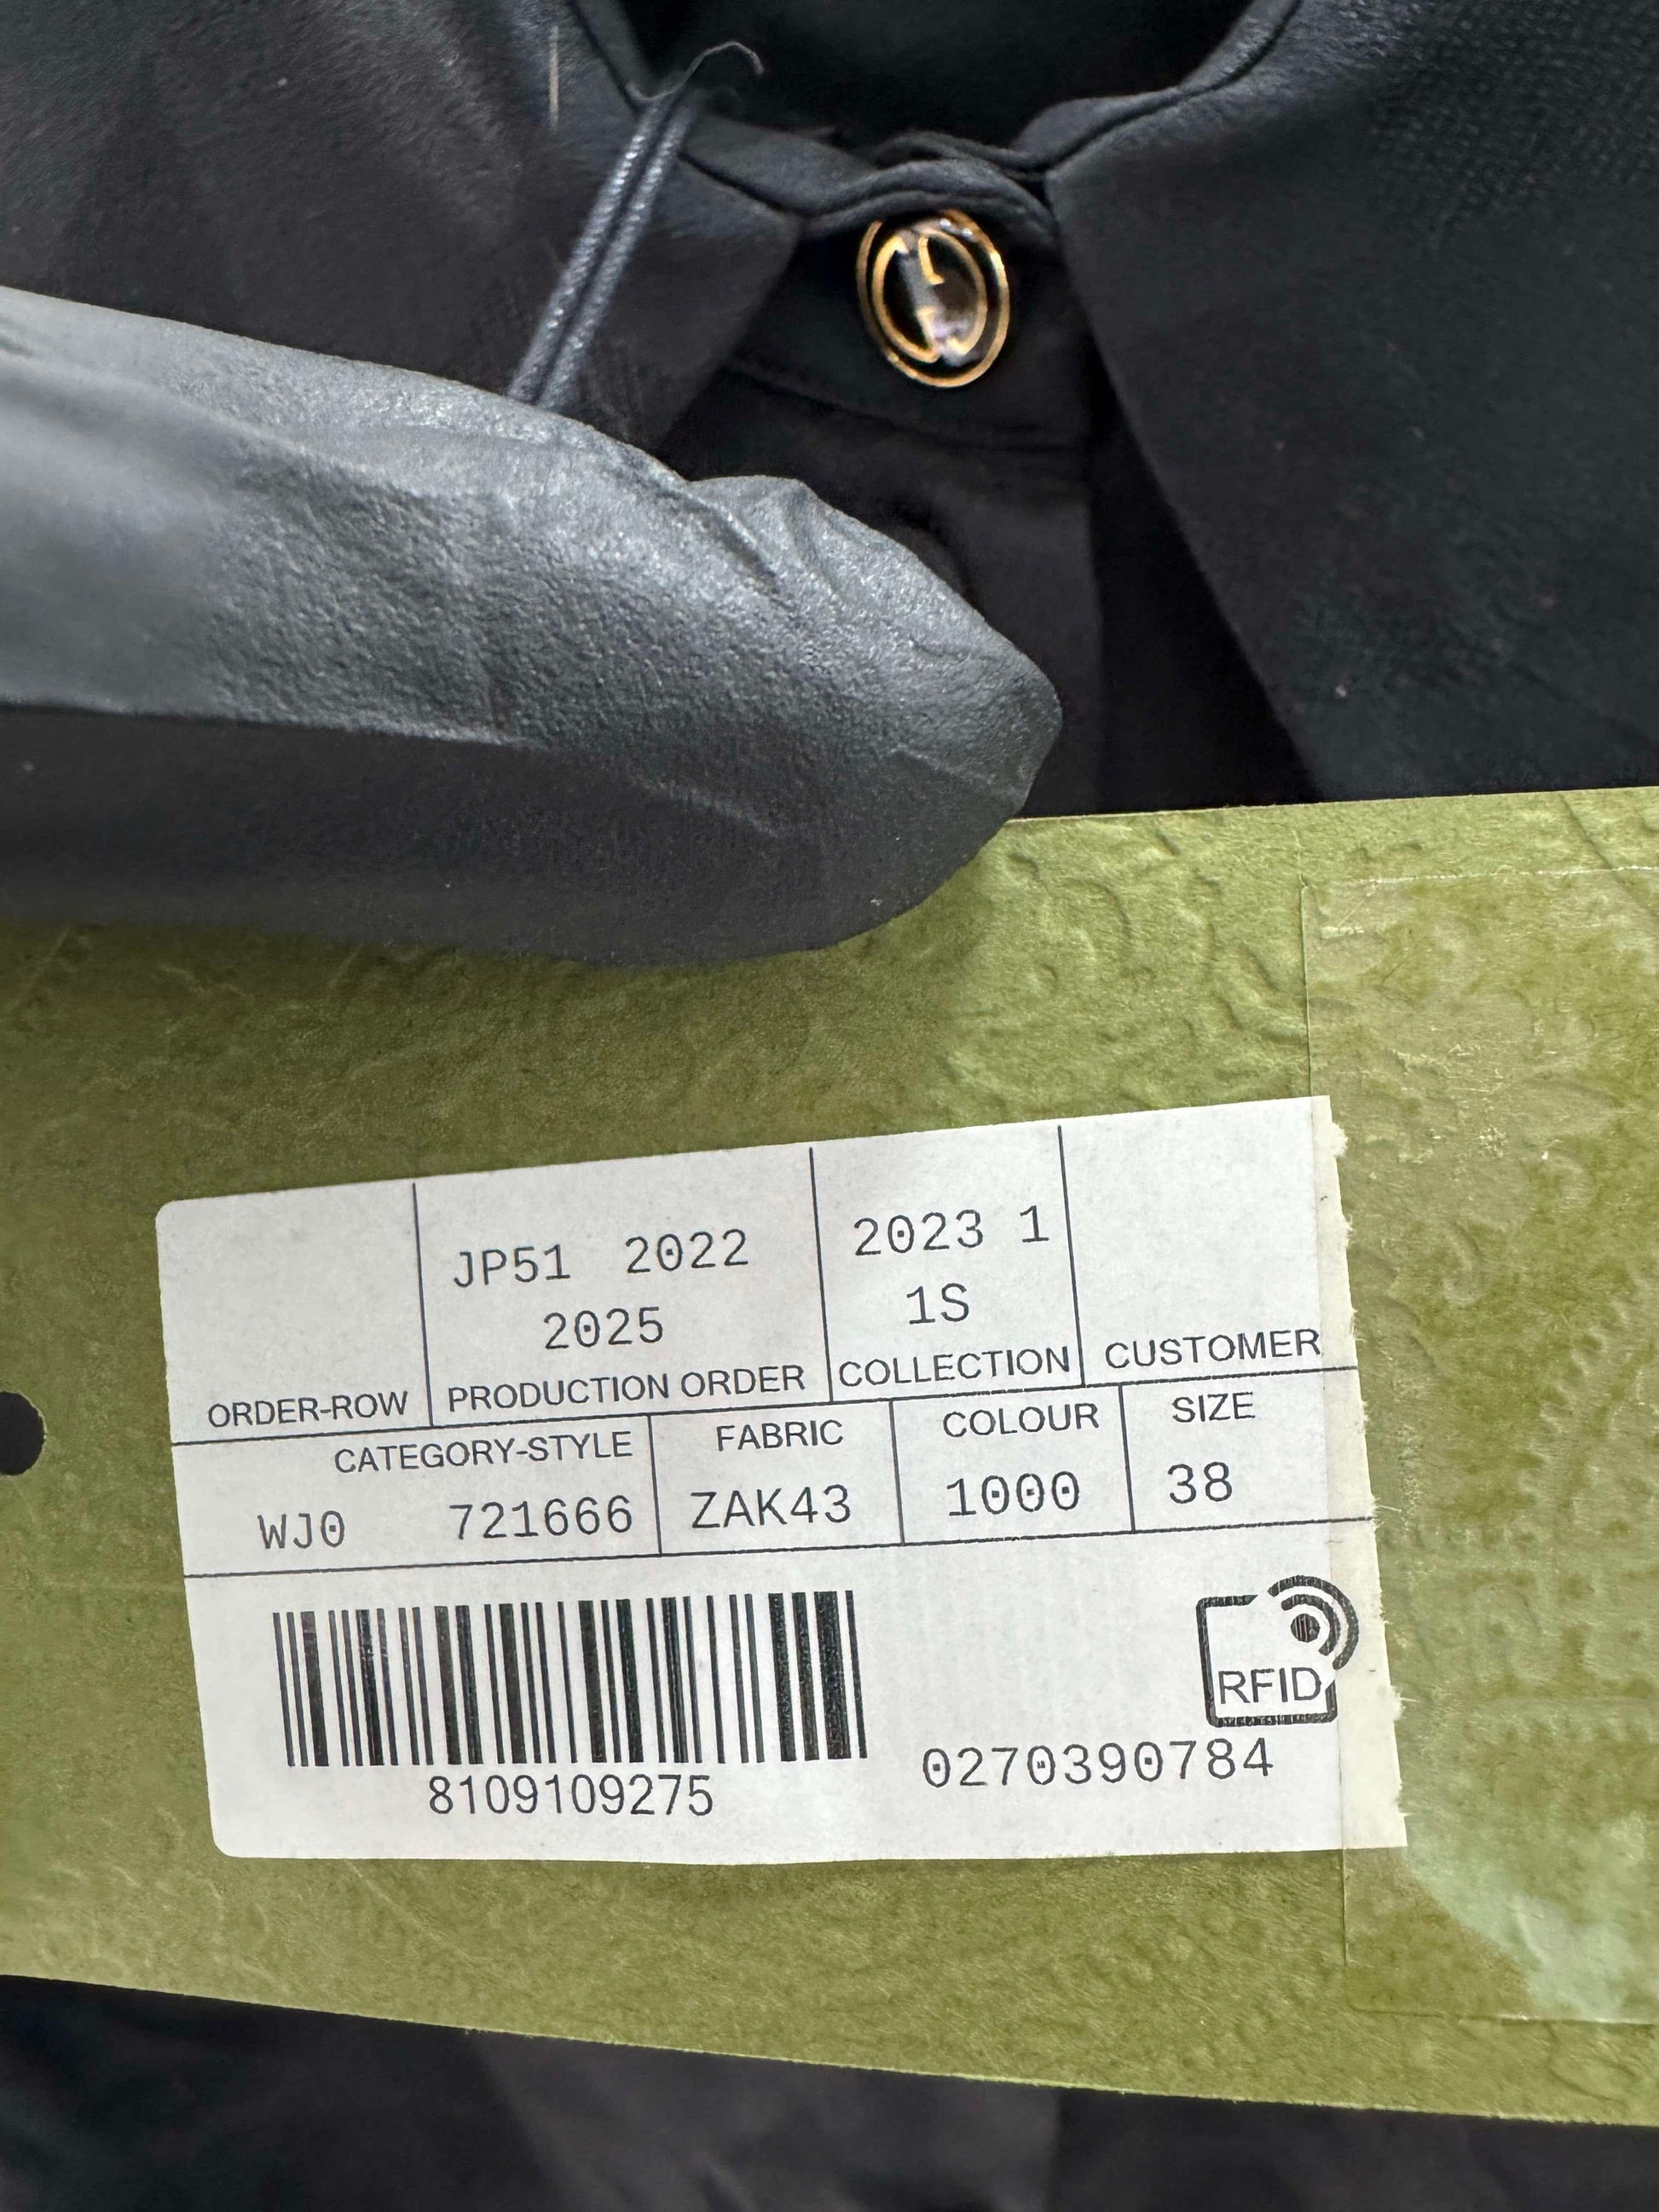 JP51 2022
2025
2023 1
1S
ORDER-ROW PRODUCTION ORDER COLLECTION CUSTOMER
CATEGORY-STYLE FABRIC COLOUR SIZE
WJ0 721666 ZAK43 1000 38
RFID
8109109275 0270390784